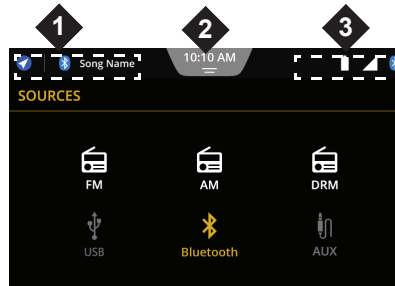 1 2 3
Song Name 10:10 AM
SOURCES
FM AM DRM
USB Bluetooth AUX